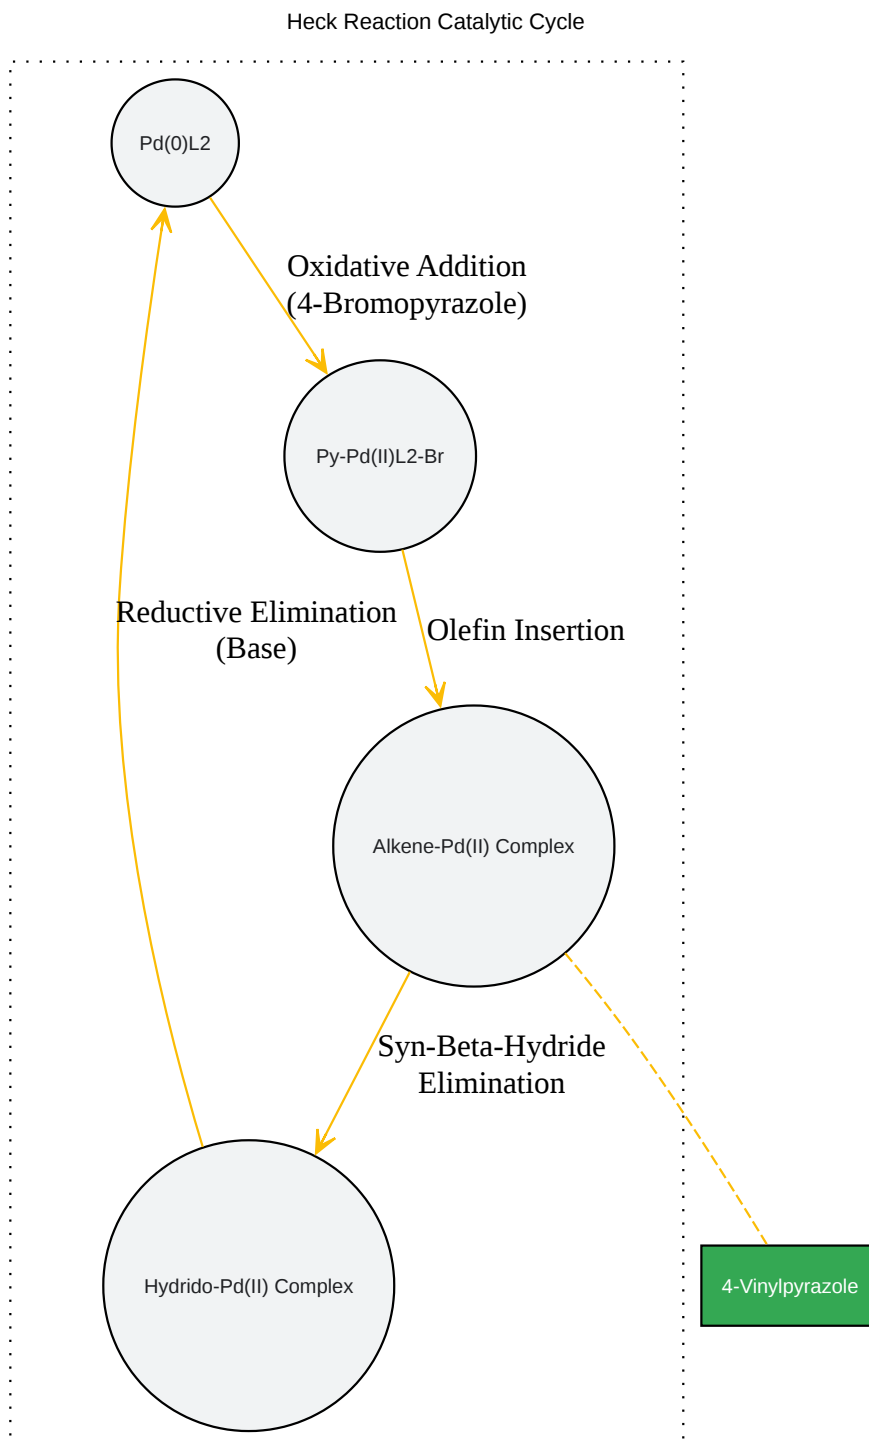 Heck Reaction Catalytic Cycle
Pd(0)L2
Oxidative Addition
(4-Bromopyrazole)
Py-Pd(II)L2-Br
Reductive Elimination
(Base)
Olefin Insertion
Alkene-Pd(II) Complex
Syn-Beta-Hydride
Elimination
Hydrido-Pd(II) Complex
4-Vinylpyrazole